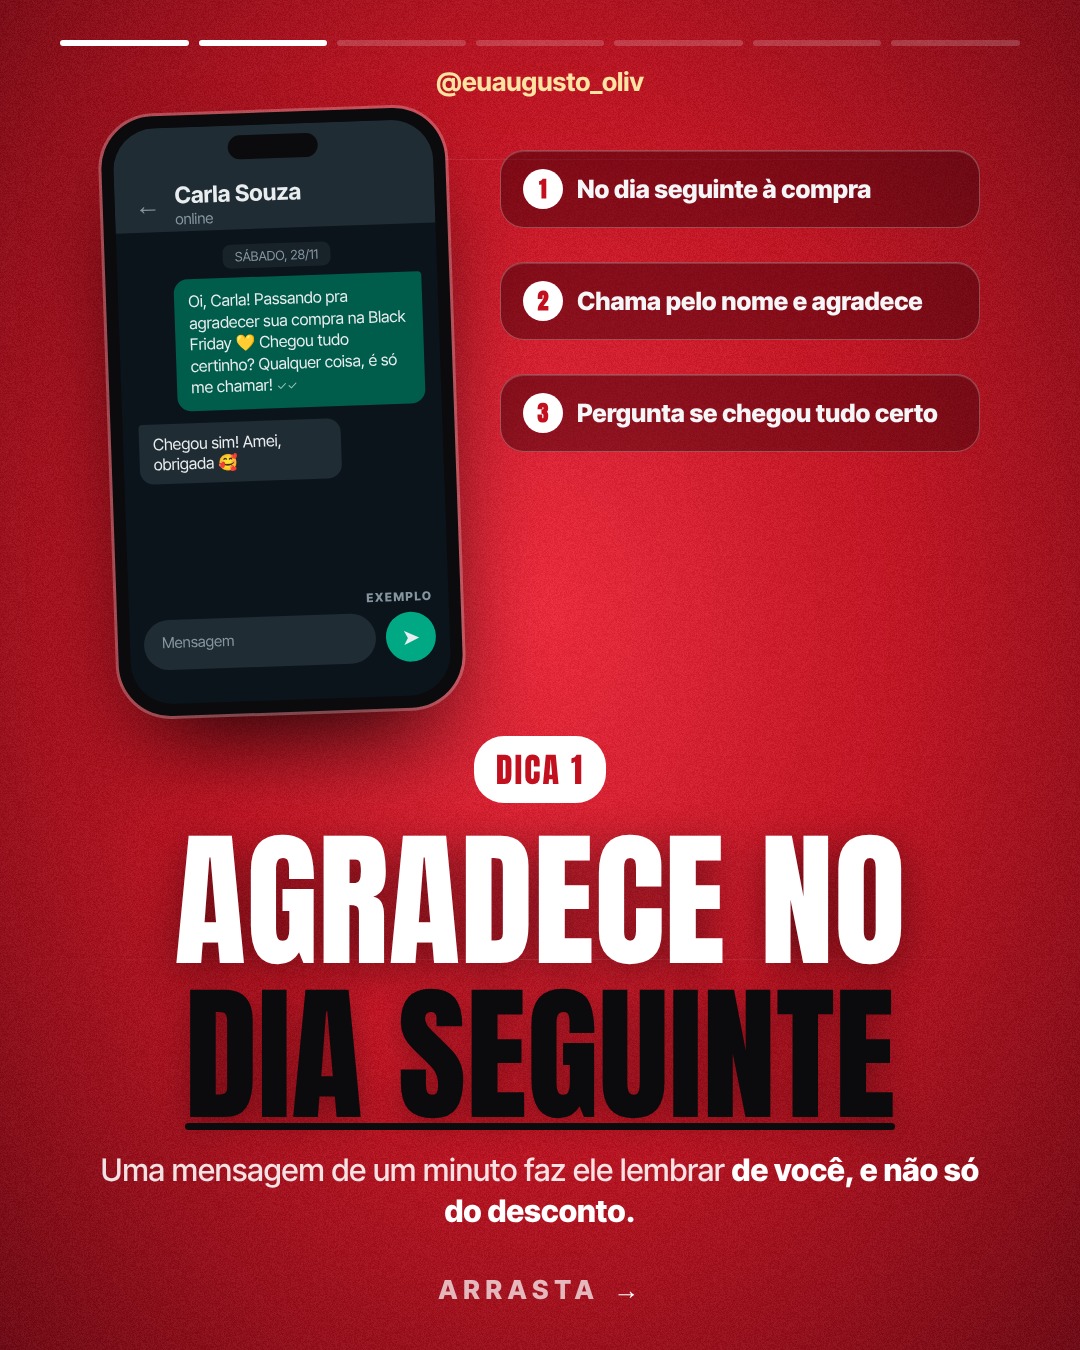 @euaugusto_oliv
← Carla Souza
online
SÁBADO, 28/11
Oi, Carla! Passando pra
agradecer sua compra na Black
Friday 💛 Chegou tudo
certinho? Qualquer coisa, é só
me chamar! ✓✓
Chegou sim! Amei,
obrigada 🥰
EXEMPLO
Mensagem
1 No dia seguinte à compra
2 Chama pelo nome e agradece
3 Pergunta se chegou tudo certo
DICA 1
AGRADECE NO
DIA SEGUINTE
Uma mensagem de um minuto faz ele lembrar de você, e não só
do desconto.
ARRASTA →